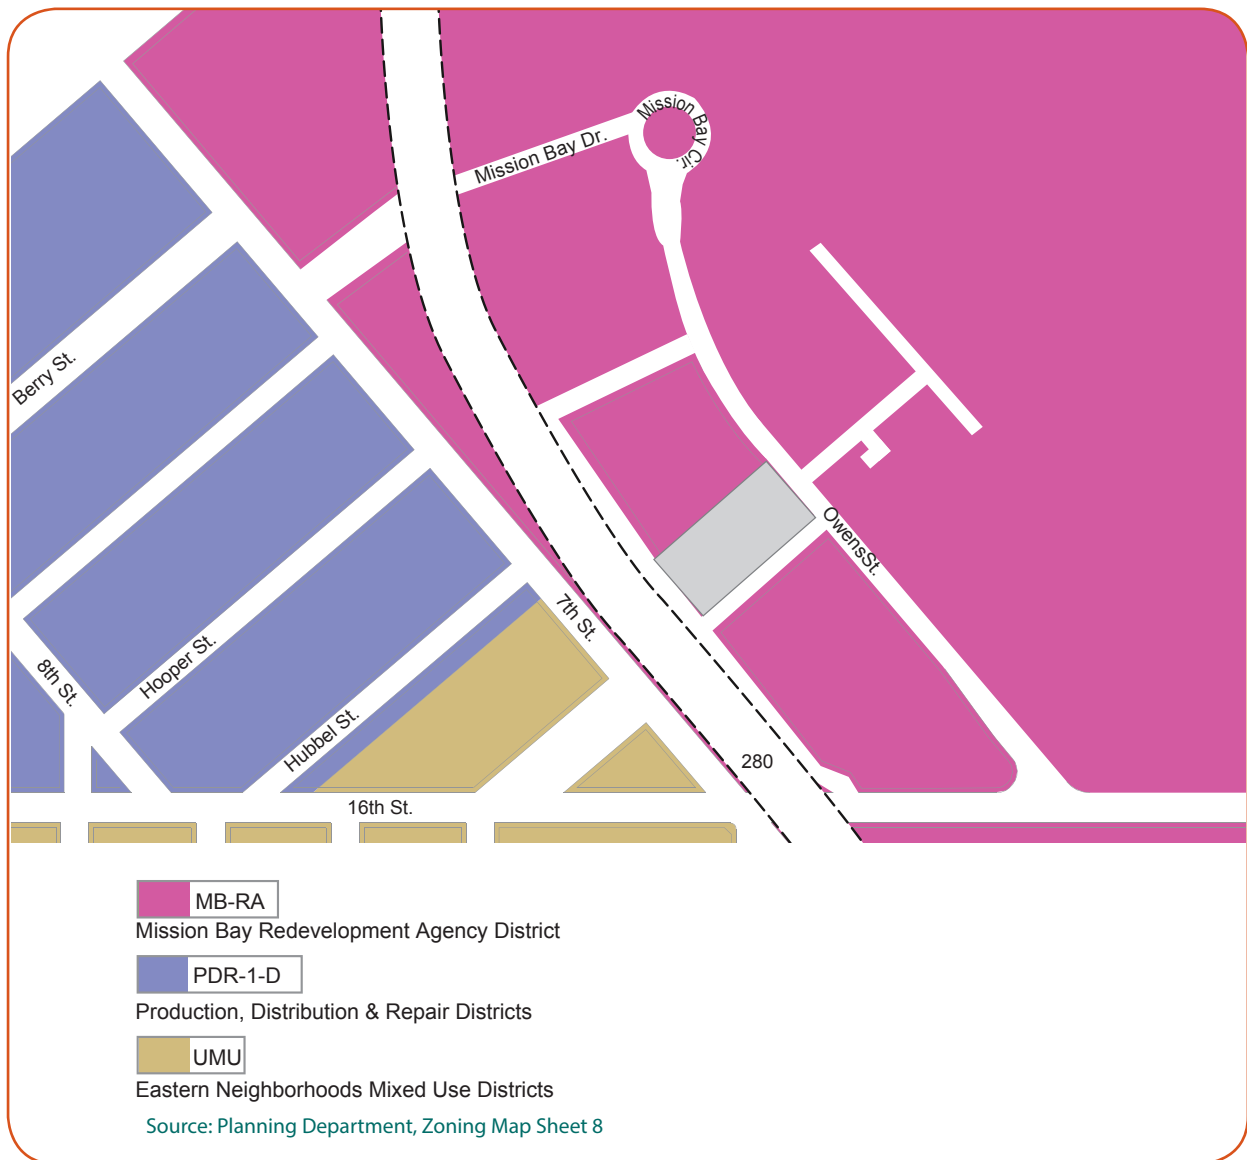 Mission Bay Cir.
Mission Bay Dr.
Berry St.
OwensSt.
7th St.
8th St.
Hooper St.
Hubbel St.
280
16th St.
MB-RA
Mission Bay Redevelopment Agency District
PDR-1-D
Production, Distribution & Repair Districts
UMU
Eastern Neighborhoods Mixed Use Districts
Source: Planning Department, Zoning Map Sheet 8